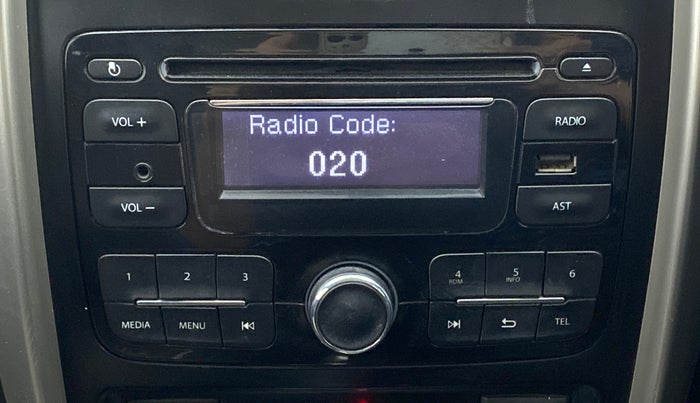 Radio Code:
020
VOL +
RADIO
VOL –
AST
1 2 3
4 5 6
RDM INFO
MEDIA MENU
TEL